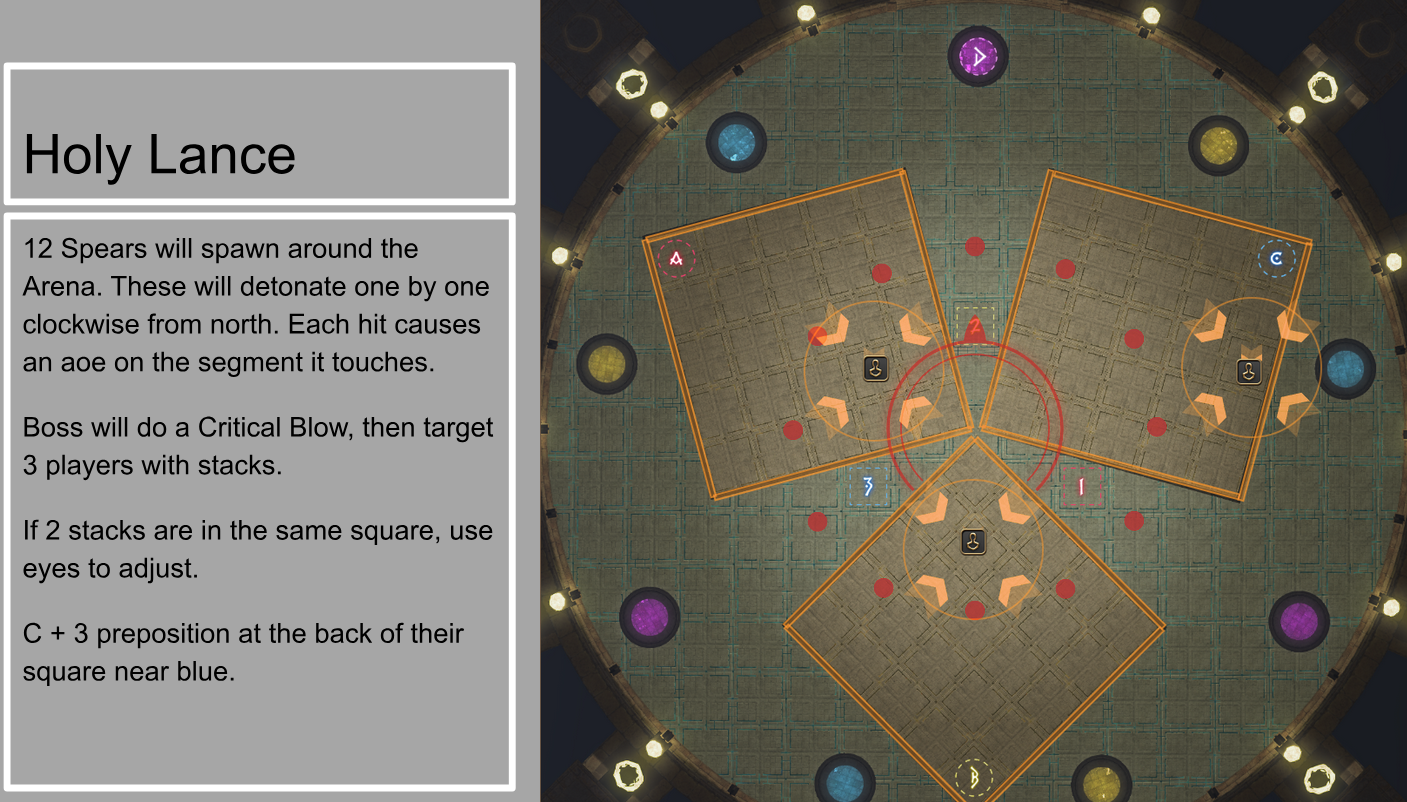 Holy Lance
12 Spears will spawn around the
Arena. These will detonate one by one
clockwise from north. Each hit causes
an aoe on the segment it touches.
Boss will do a Critical Blow, then target
3 players with stacks.
If 2 stacks are in the same square, use
eyes to adjust.
C + 3 preposition at the back of their
square near blue.
D
A
C
2
3
1
B